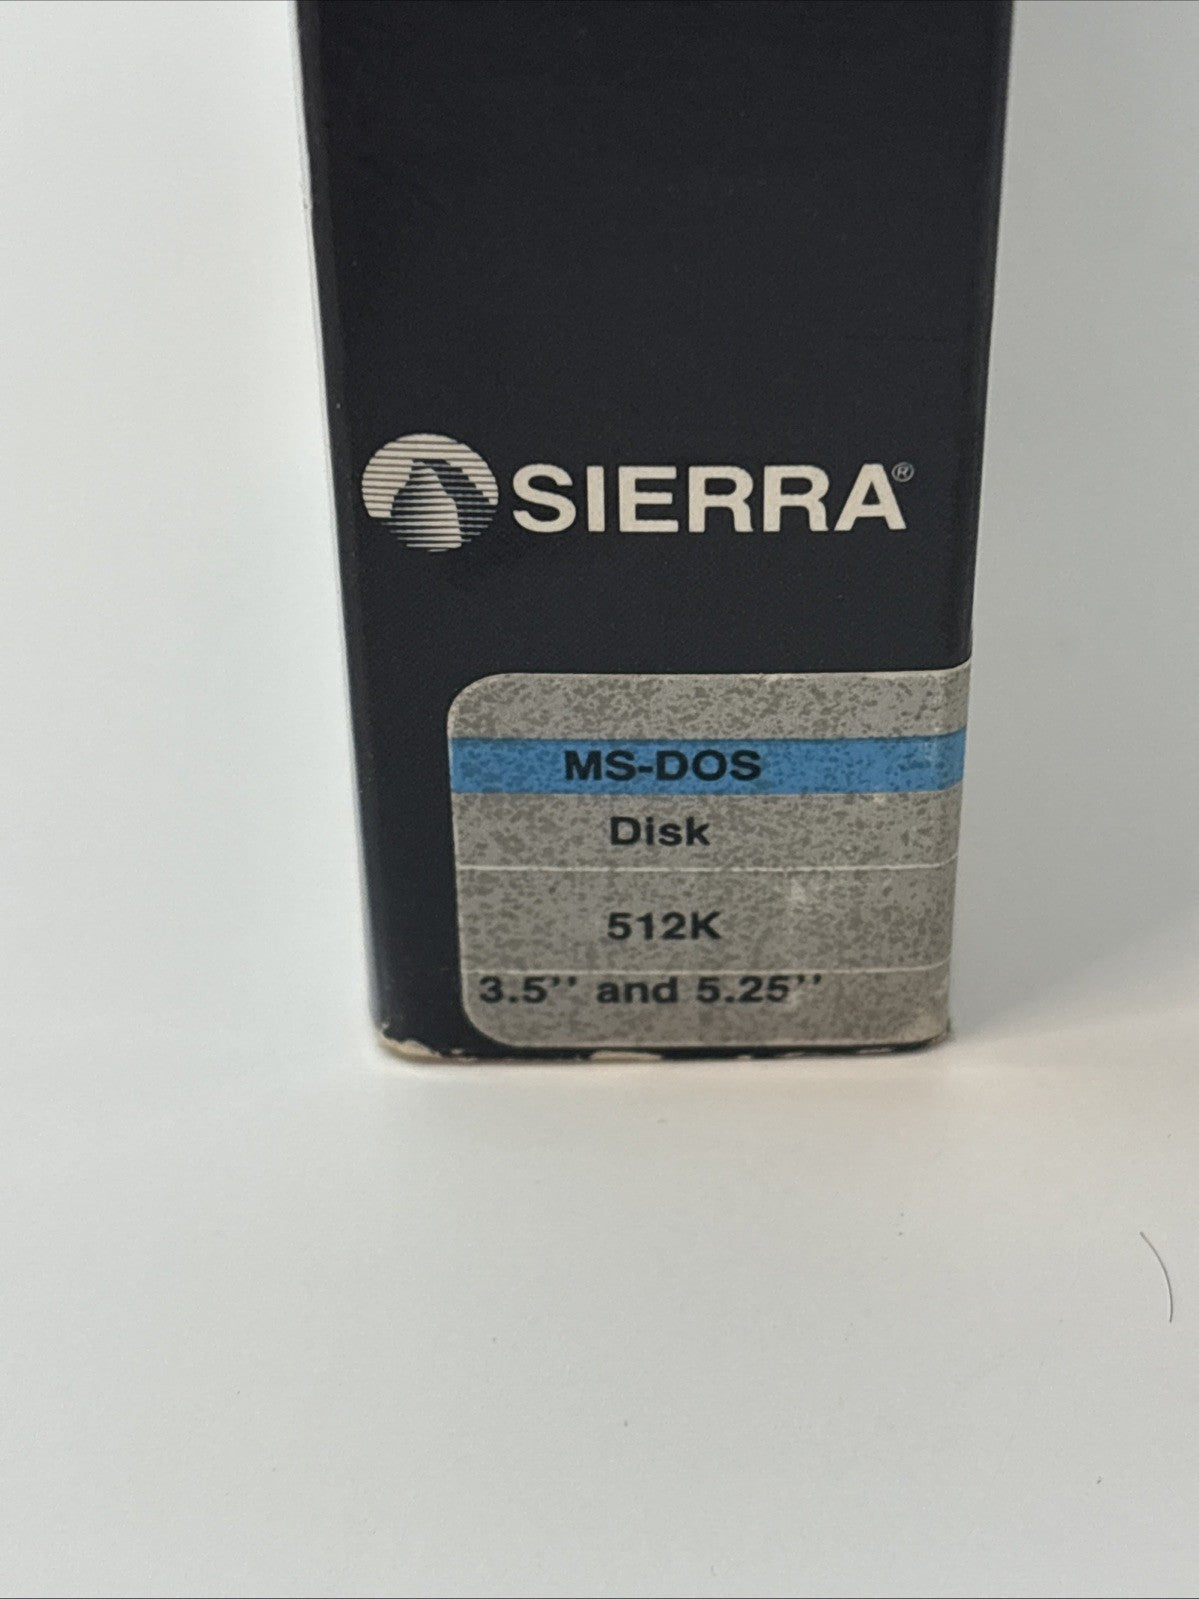 SIERRA®
MS-DOS
Disk
512K
3.5'' and 5.25''